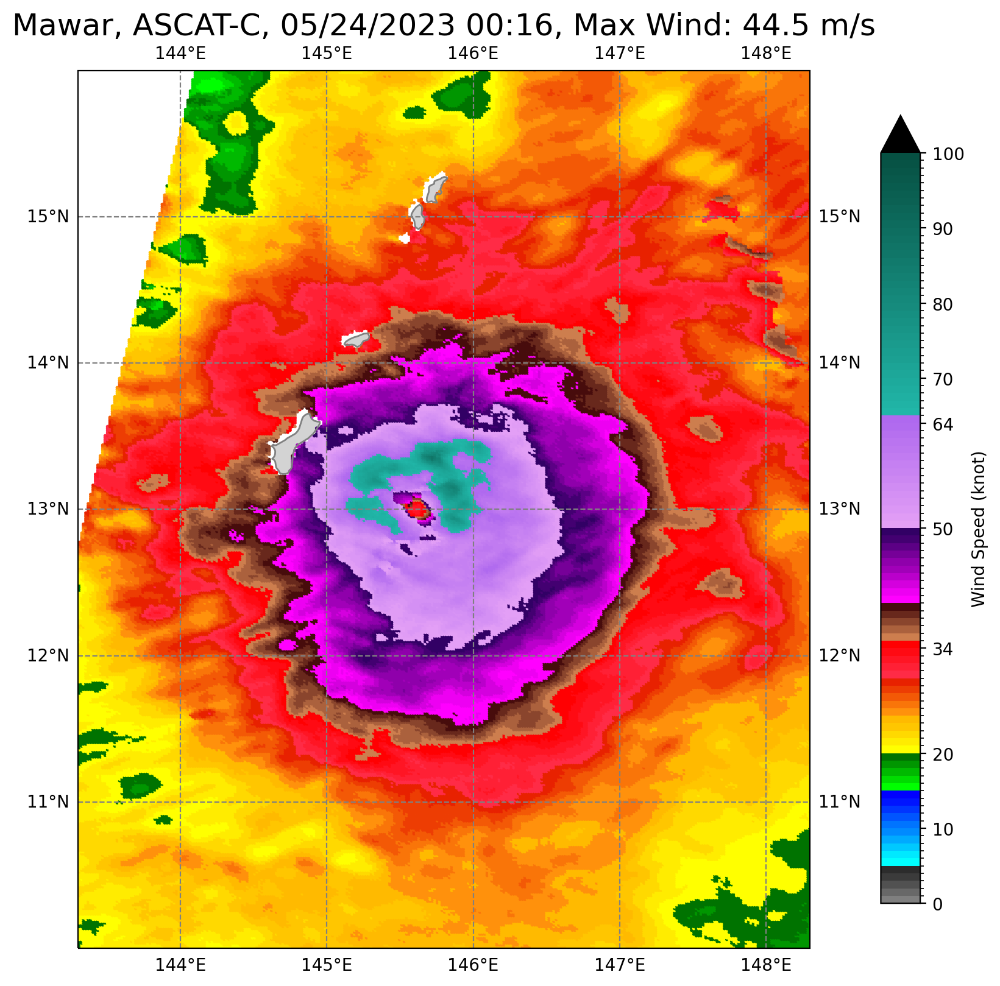 Mawar, ASCAT-C, 05/24/2023 00:16, Max Wind: 44.5 m/s
144°E 145°E 146°E 147°E 148°E
100
90
80
70
64
50
34
20
10
0
Wind Speed (knot)
15°N 15°N
14°N 14°N
13°N 13°N
12°N 12°N
11°N 11°N
144°E 145°E 146°E 147°E 148°E